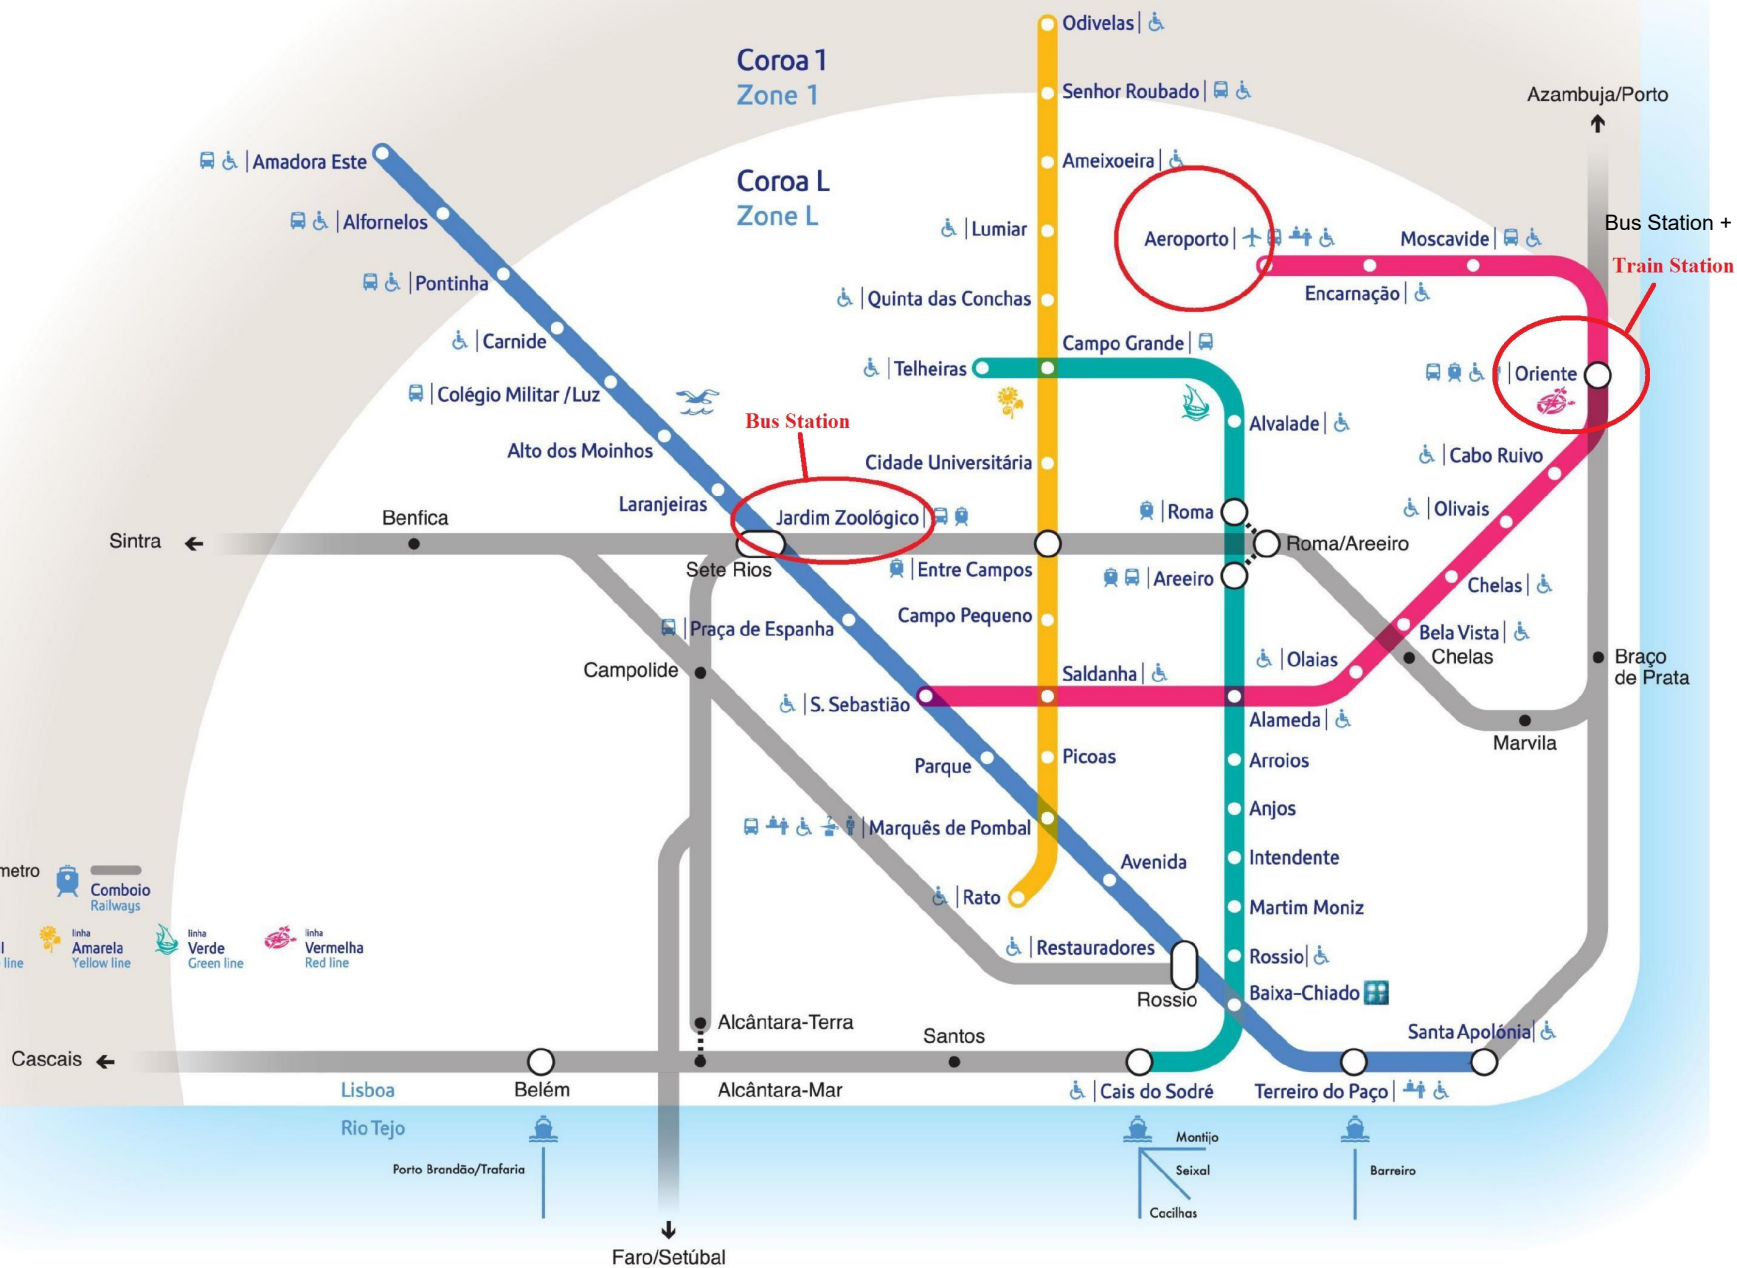 Odivelas
Coroa 1
Zone 1
Senhor Roubado
Azambuja/Porto
Amadora Este
Ameixoeira
Coroa L
Zone L
Alfornelos
Lumiar
Aeroporto
Moscavide
Bus Station +
Train Station
Pontinha
Quinta das Conchas
Encarnação
Carnide
Campo Grande
Telheiras
Oriente
Colégio Militar /Luz
Bus Station
Alvalade
Alto dos Moinhos
Cidade Universitária
Cabo Ruivo
Laranjeiras
Jardim Zoológico
Roma
Olivais
Benfica
Sintra
Roma/Areeiro
Sete Rios
Entre Campos
Areeiro
Chelas
Praça de Espanha
Campo Pequeno
Bela Vista
Campolide
Saldanha
Olaias
Chelas
Braço
de Prata
S. Sebastião
Alameda
Marvila
Parque
Picoas
Arroios
Anjos
Marquês de Pombal
Avenida
Intendente
metro
Comboio
Railways
Rato
Martim Moniz
l
line
linha
Amarela
Yellow line
linha
Verde
Green line
linha
Vermelha
Red line
Restauradores
Rossio
Rossio
Baixa-Chiado
Alcântara-Terra
Santos
Santa Apolónia
Cascais
Lisboa
Belém
Alcântara-Mar
Cais do Sodré
Terreiro do Paço
Rio Tejo
Porto Brandão/Trafaria
Montijo
Seixal
Cacilhas
Barreiro
Faro/Setúbal